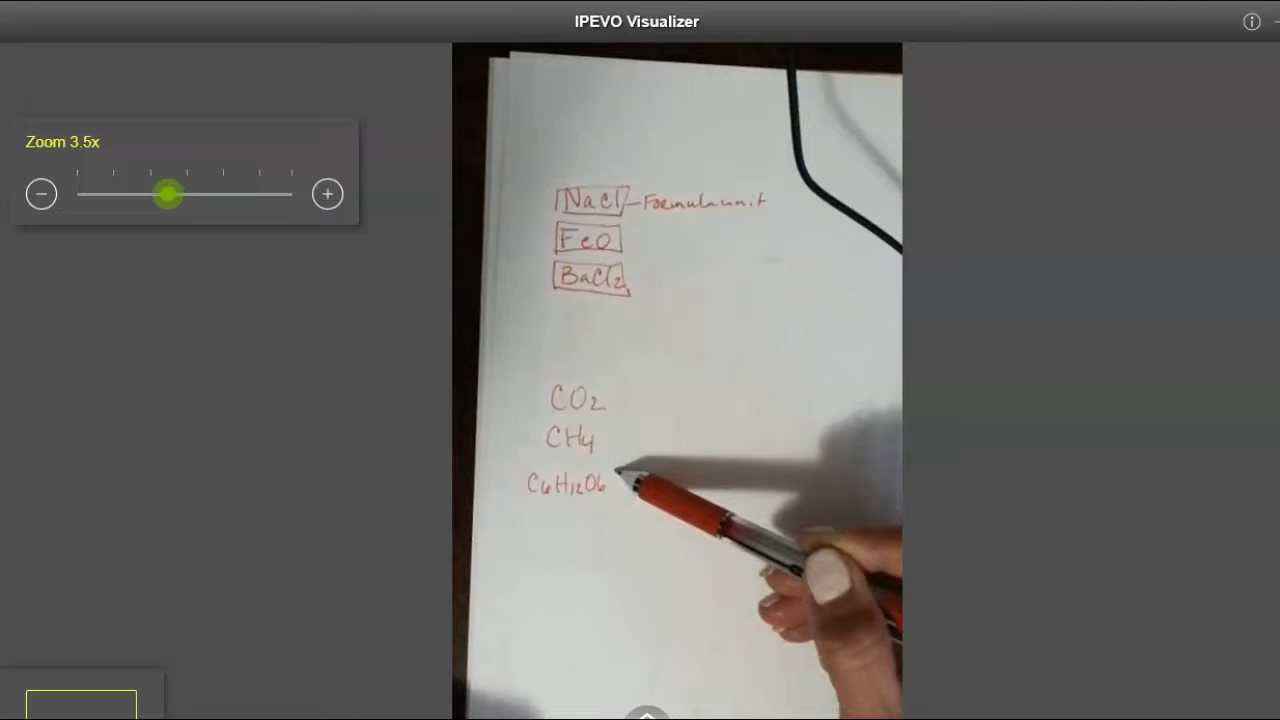 IPEVO Visualizer
Zoom 3.5x
NaCl - Formula unit
FeO
BaCl2
CO2
CH4
C6H12O6